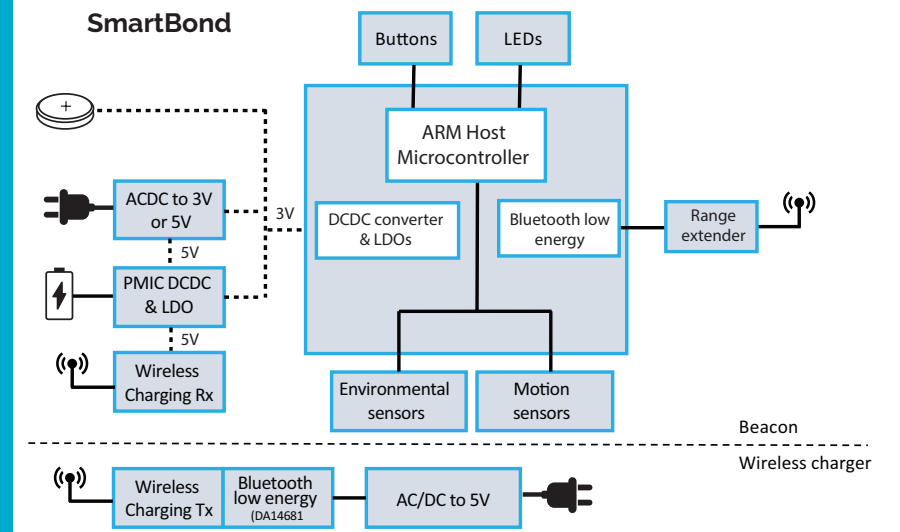 SmartBond
Buttons
LEDs
+
ARM Host
Microcontroller
ACDC to 3V
or 5V
3V
DCDC converter
& LDOs
Bluetooth low
energy
Range
extender
5V
PMIC DCDC
& LDO
5V
Wireless
Charging Rx
Environmental
sensors
Motion
sensors
Beacon
Wireless charger
Wireless
Charging Tx
Bluetooth
low energy
(DA14681
AC/DC to 5V